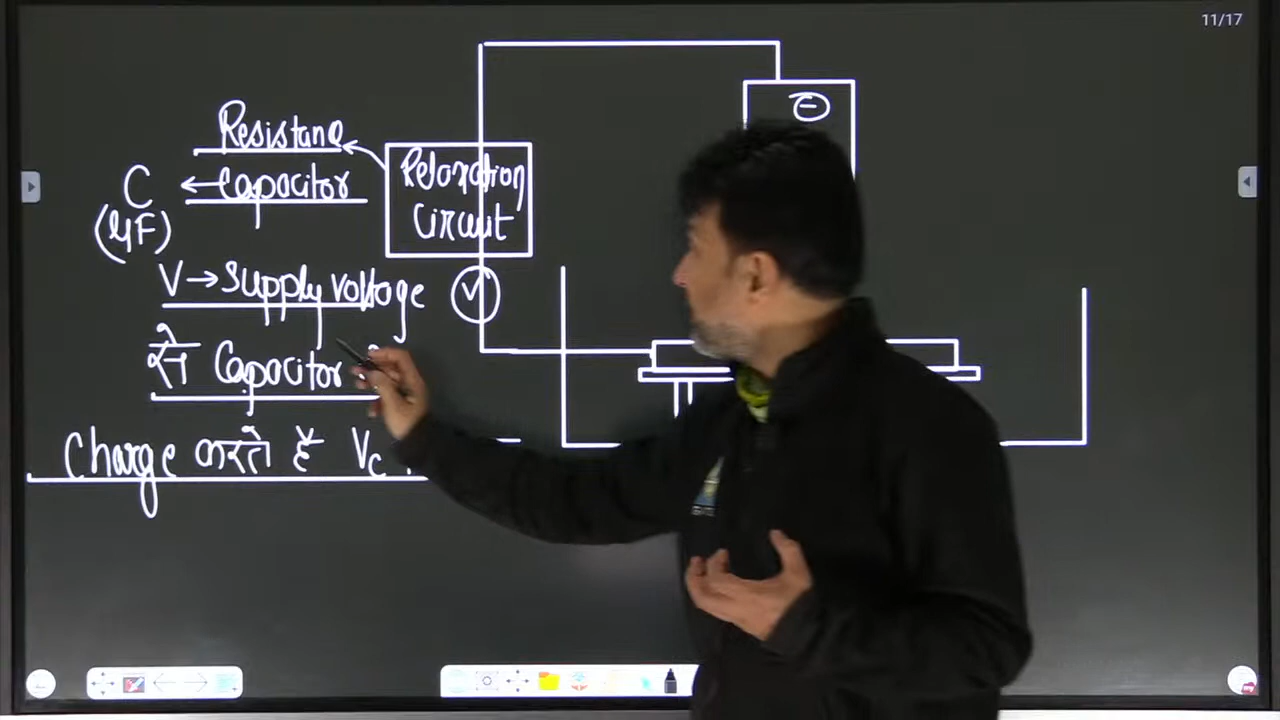 11/17
Resistance
C ← Capacitor
(μF)
Relaxation
Circuit
V → Supply voltage
V
से Capacitor
Charge करते हैं Vc
-